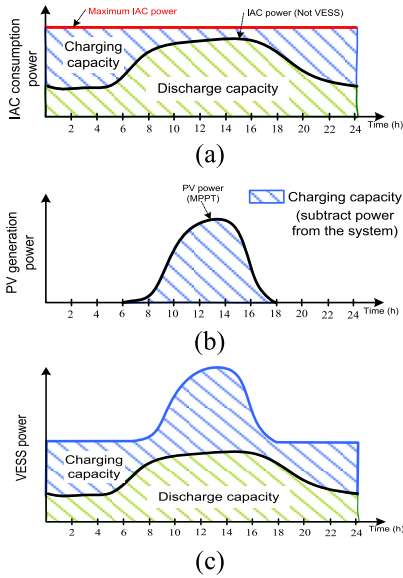 Maximum IAC power
IAC power (Not VESS)
Charging
capacity
Discharge capacity
IAC consumption
power
2 4 6 8 10 12 14 16 18 20 22 24
Time (h)
(a)
PV power
(MPPT)
Charging capacity
(subtract power
from the system)
PV generation
power
2 4 6 8 10 12 14 16 18 20 22 24
Time (h)
(b)
Charging
capacity
Discharge capacity
VESS power
2 4 6 8 10 12 14 16 18 20 22 24
Time (h)
(c)